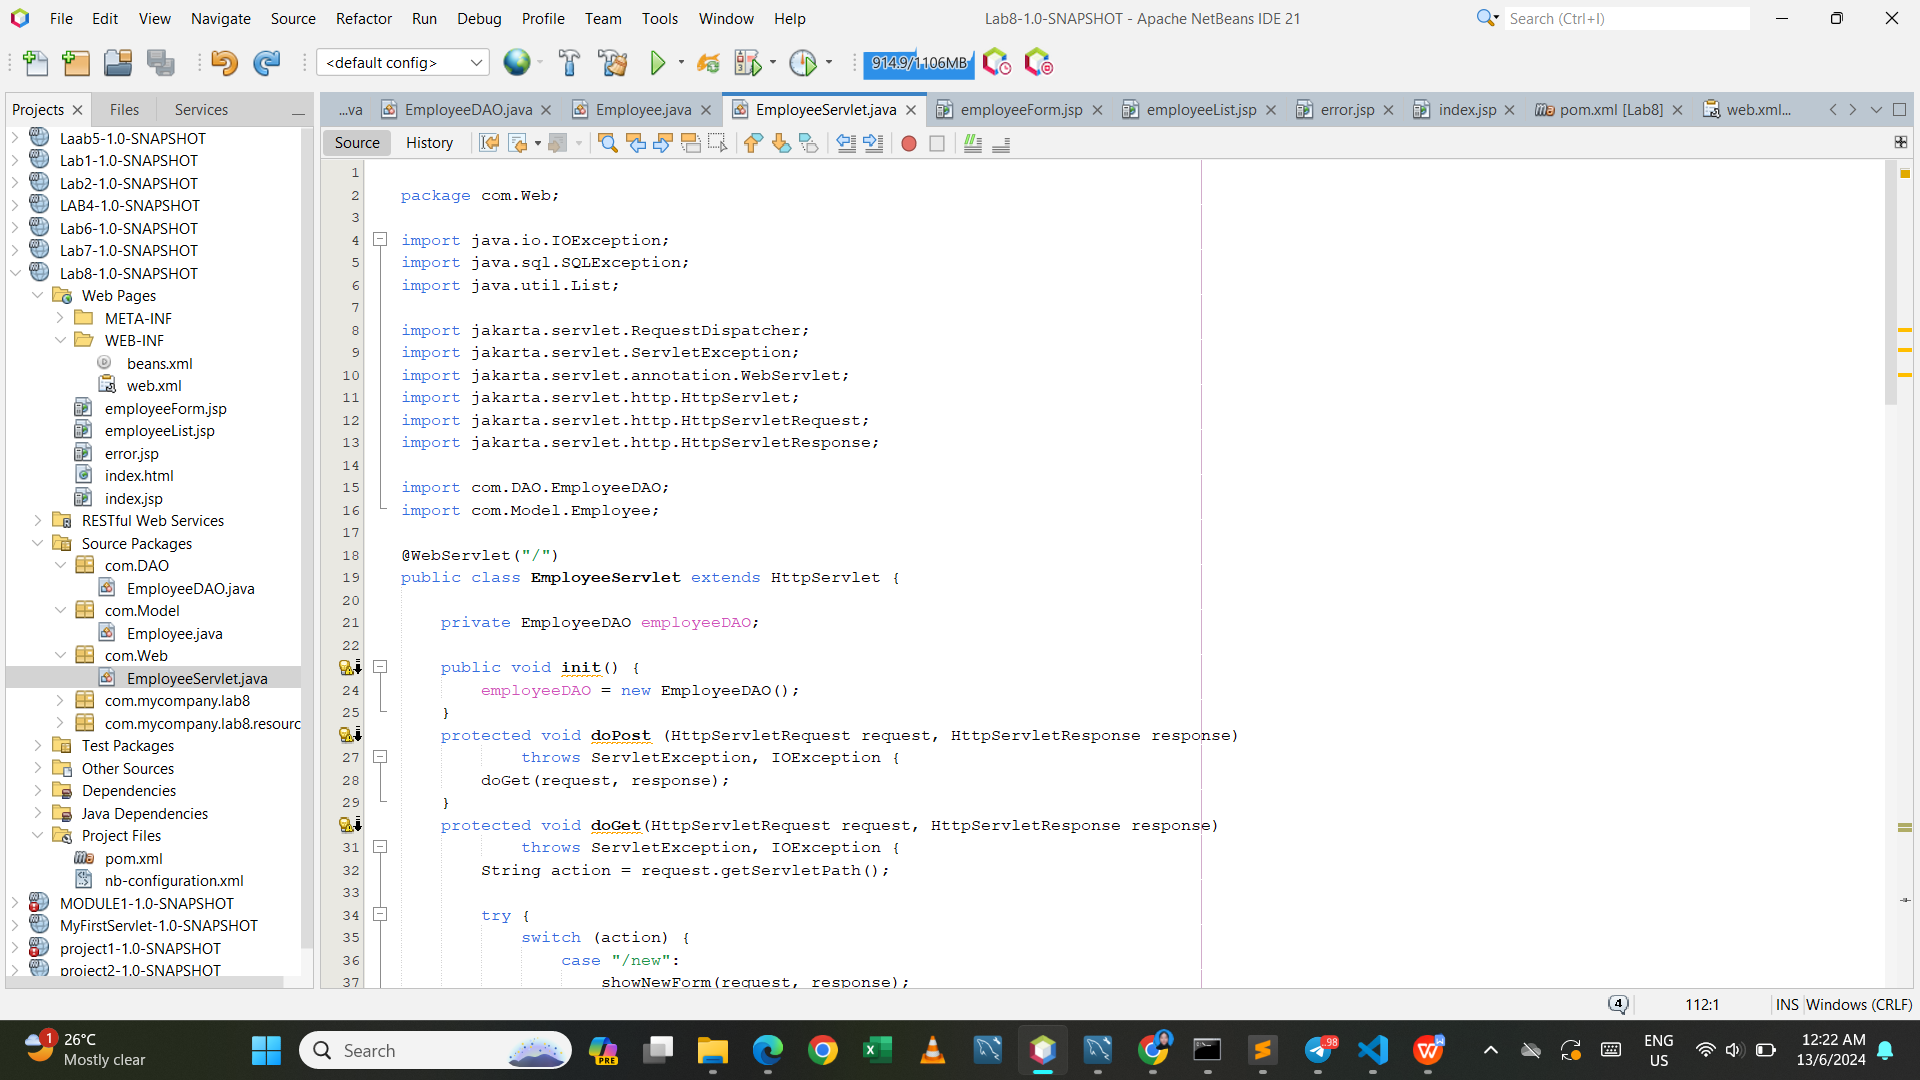 File Edit View Navigate Source Refactor Run Debug Profile Team Tools Window Help
Lab8-1.0-SNAPSHOT - Apache NetBeans IDE 21
Search (Ctrl+I)
<default config>
914.9/1106MB
Projects Files Services
...va EmployeeDAO.java Employee.java EmployeeServlet.java employeeForm.jsp employeeList.jsp error.jsp index.jsp pom.xml [Lab8] web.xml...
Source History
Laab5-1.0-SNAPSHOT
Lab1-1.0-SNAPSHOT
Lab2-1.0-SNAPSHOT
LAB4-1.0-SNAPSHOT
Lab6-1.0-SNAPSHOT
Lab7-1.0-SNAPSHOT
Lab8-1.0-SNAPSHOT
Web Pages
META-INF
WEB-INF
beans.xml
web.xml
employeeForm.jsp
employeeList.jsp
error.jsp
index.html
index.jsp
RESTful Web Services
Source Packages
com.DAO
EmployeeDAO.java
com.Model
Employee.java
com.Web
EmployeeServlet.java
com.mycompany.lab8
com.mycompany.lab8.resourc
Test Packages
Other Sources
Dependencies
Java Dependencies
Project Files
pom.xml
nb-configuration.xml
MODULE1-1.0-SNAPSHOT
MyFirstServlet-1.0-SNAPSHOT
project1-1.0-SNAPSHOT
project2-1.0-SNAPSHOT
1
2 package com.Web;
3
4 import java.io.IOException;
5 import java.sql.SQLException;
6 import java.util.List;
7
8 import jakarta.servlet.RequestDispatcher;
9 import jakarta.servlet.ServletException;
10 import jakarta.servlet.annotation.WebServlet;
11 import jakarta.servlet.http.HttpServlet;
12 import jakarta.servlet.http.HttpServletRequest;
13 import jakarta.servlet.http.HttpServletResponse;
14
15 import com.DAO.EmployeeDAO;
16 import com.Model.Employee;
17
18 @WebServlet("/")
19 public class EmployeeServlet extends HttpServlet {
20
21 private EmployeeDAO employeeDAO;
22
public void init() {
24 employeeDAO = new EmployeeDAO();
25 }
protected void doPost (HttpServletRequest request, HttpServletResponse response)
27 throws ServletException, IOException {
28 doGet(request, response);
29 }
protected void doGet(HttpServletRequest request, HttpServletResponse response)
31 throws ServletException, IOException {
32 String action = request.getServletPath();
33
34 try {
35 switch (action) {
36 case "/new":
37 showNewForm(request, response);
4 112:1 INS Windows (CRLF)
1 26°C
Mostly clear
Search
PRE
98
ENG
US
12:22 AM
13/6/2024